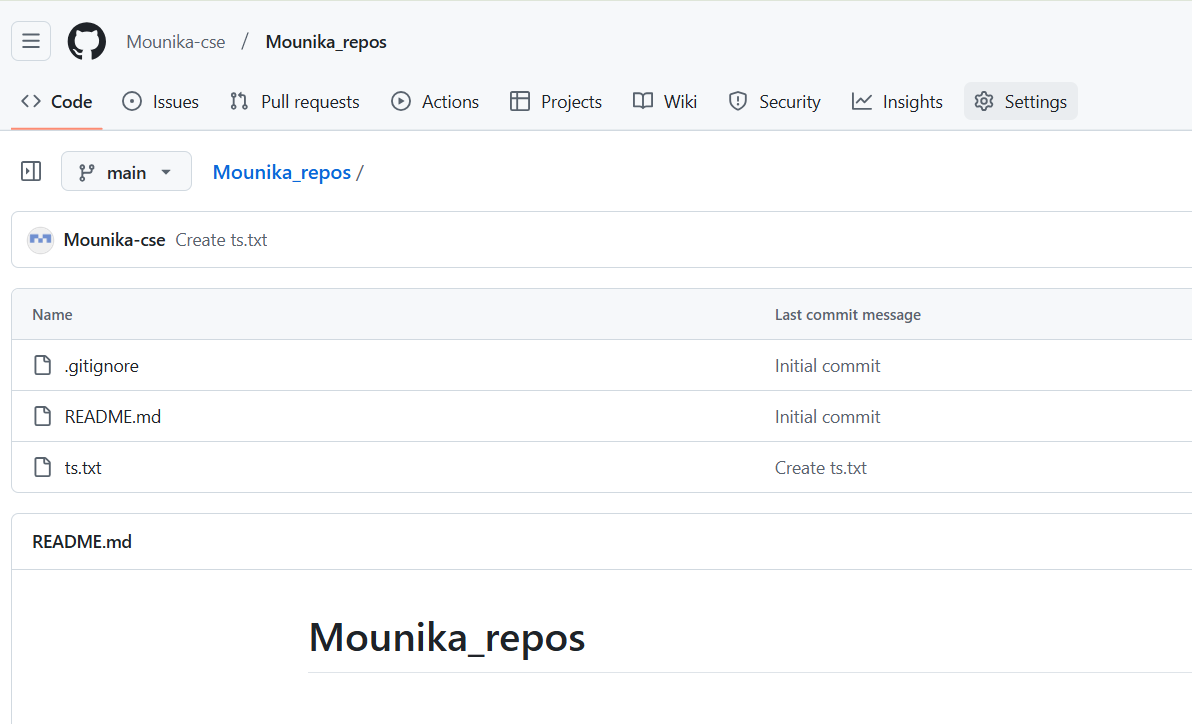 Mounika-cse / Mounika_repos
Code Issues Pull requests Actions Projects Wiki Security Insights Settings
main Mounika_repos /
Mounika-cse Create ts.txt
Name Last commit message
.gitignore Initial commit
README.md Initial commit
ts.txt Create ts.txt
README.md
Mounika_repos